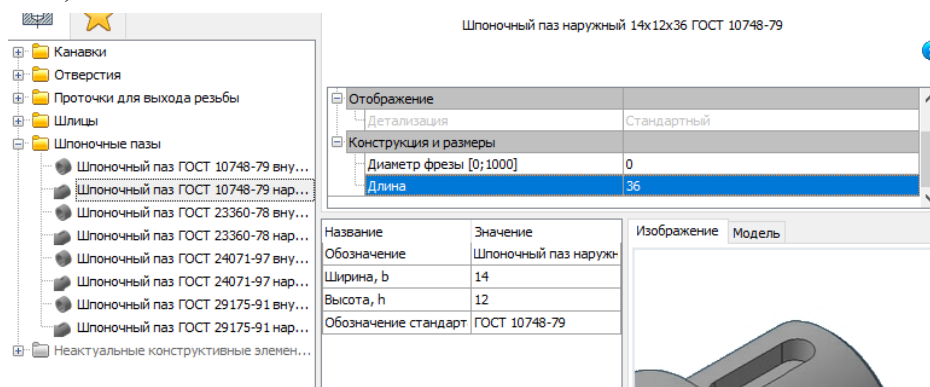 Шпоночный паз наружный 14x12x36 ГОСТ 10748-79
Канавки
Отверстия
Проточки для выхода резьбы
Шлицы
Шпоночные пазы
Шпоночный паз ГОСТ 10748-79 вну...
Шпоночный паз ГОСТ 10748-79 нар...
Шпоночный паз ГОСТ 23360-78 вну...
Шпоночный паз ГОСТ 23360-78 нар...
Шпоночный паз ГОСТ 24071-97 вну...
Шпоночный паз ГОСТ 24071-97 нар...
Шпоночный паз ГОСТ 29175-91 вну...
Шпоночный паз ГОСТ 29175-91 нар...
Неактуальные конструктивные элемен...
Отображение
Детализация Стандартный
Конструкция и размеры
Диаметр фрезы [0;1000] 0
Длина 36
Название Значение
Обозначение Шпоночный паз наружн
Ширина, b 14
Высота, h 12
Обозначение стандарт ГОСТ 10748-79
Изображение Модель